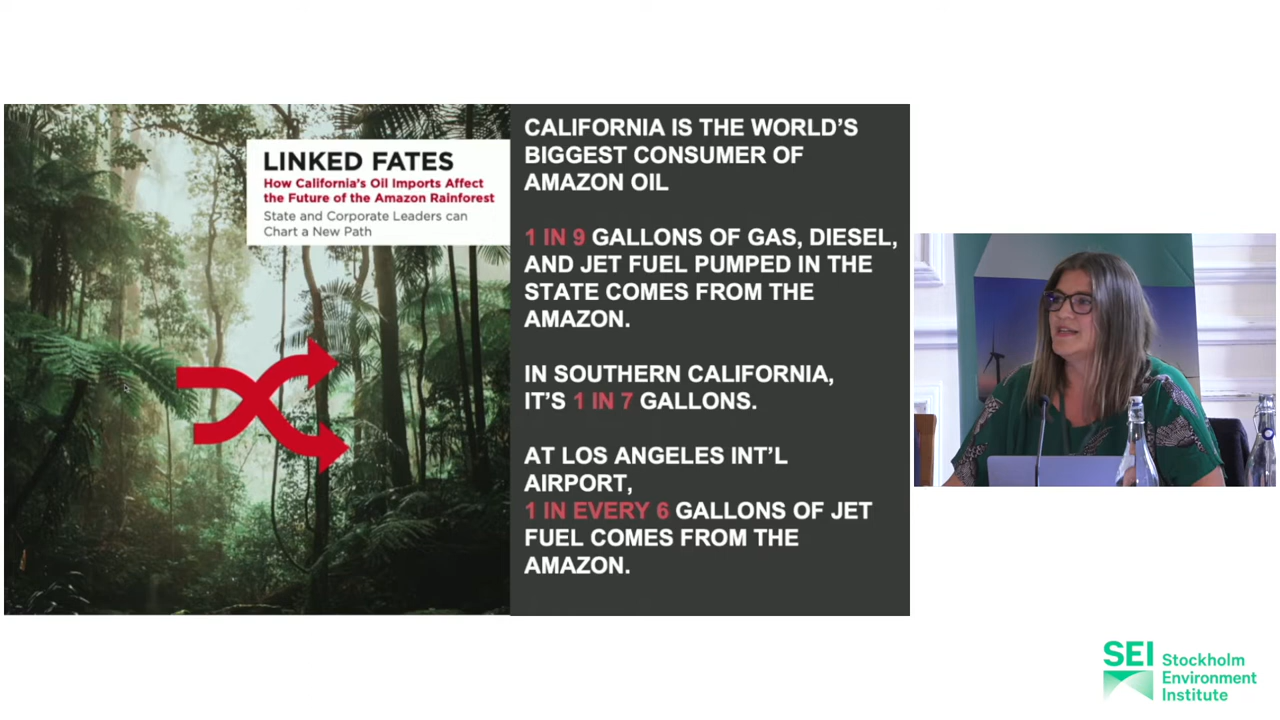 LINKED FATES
How California's Oil Imports Affect
the Future of the Amazon Rainforest
State and Corporate Leaders can
Chart a New Path
CALIFORNIA IS THE WORLD'S
BIGGEST CONSUMER OF
AMAZON OIL
1 IN 9 GALLONS OF GAS, DIESEL,
AND JET FUEL PUMPED IN THE
STATE COMES FROM THE
AMAZON.
IN SOUTHERN CALIFORNIA,
IT'S 1 IN 7 GALLONS.
AT LOS ANGELES INT'L
AIRPORT,
1 IN EVERY 6 GALLONS OF JET
FUEL COMES FROM THE
AMAZON.
SEI Stockholm
Environment
Institute